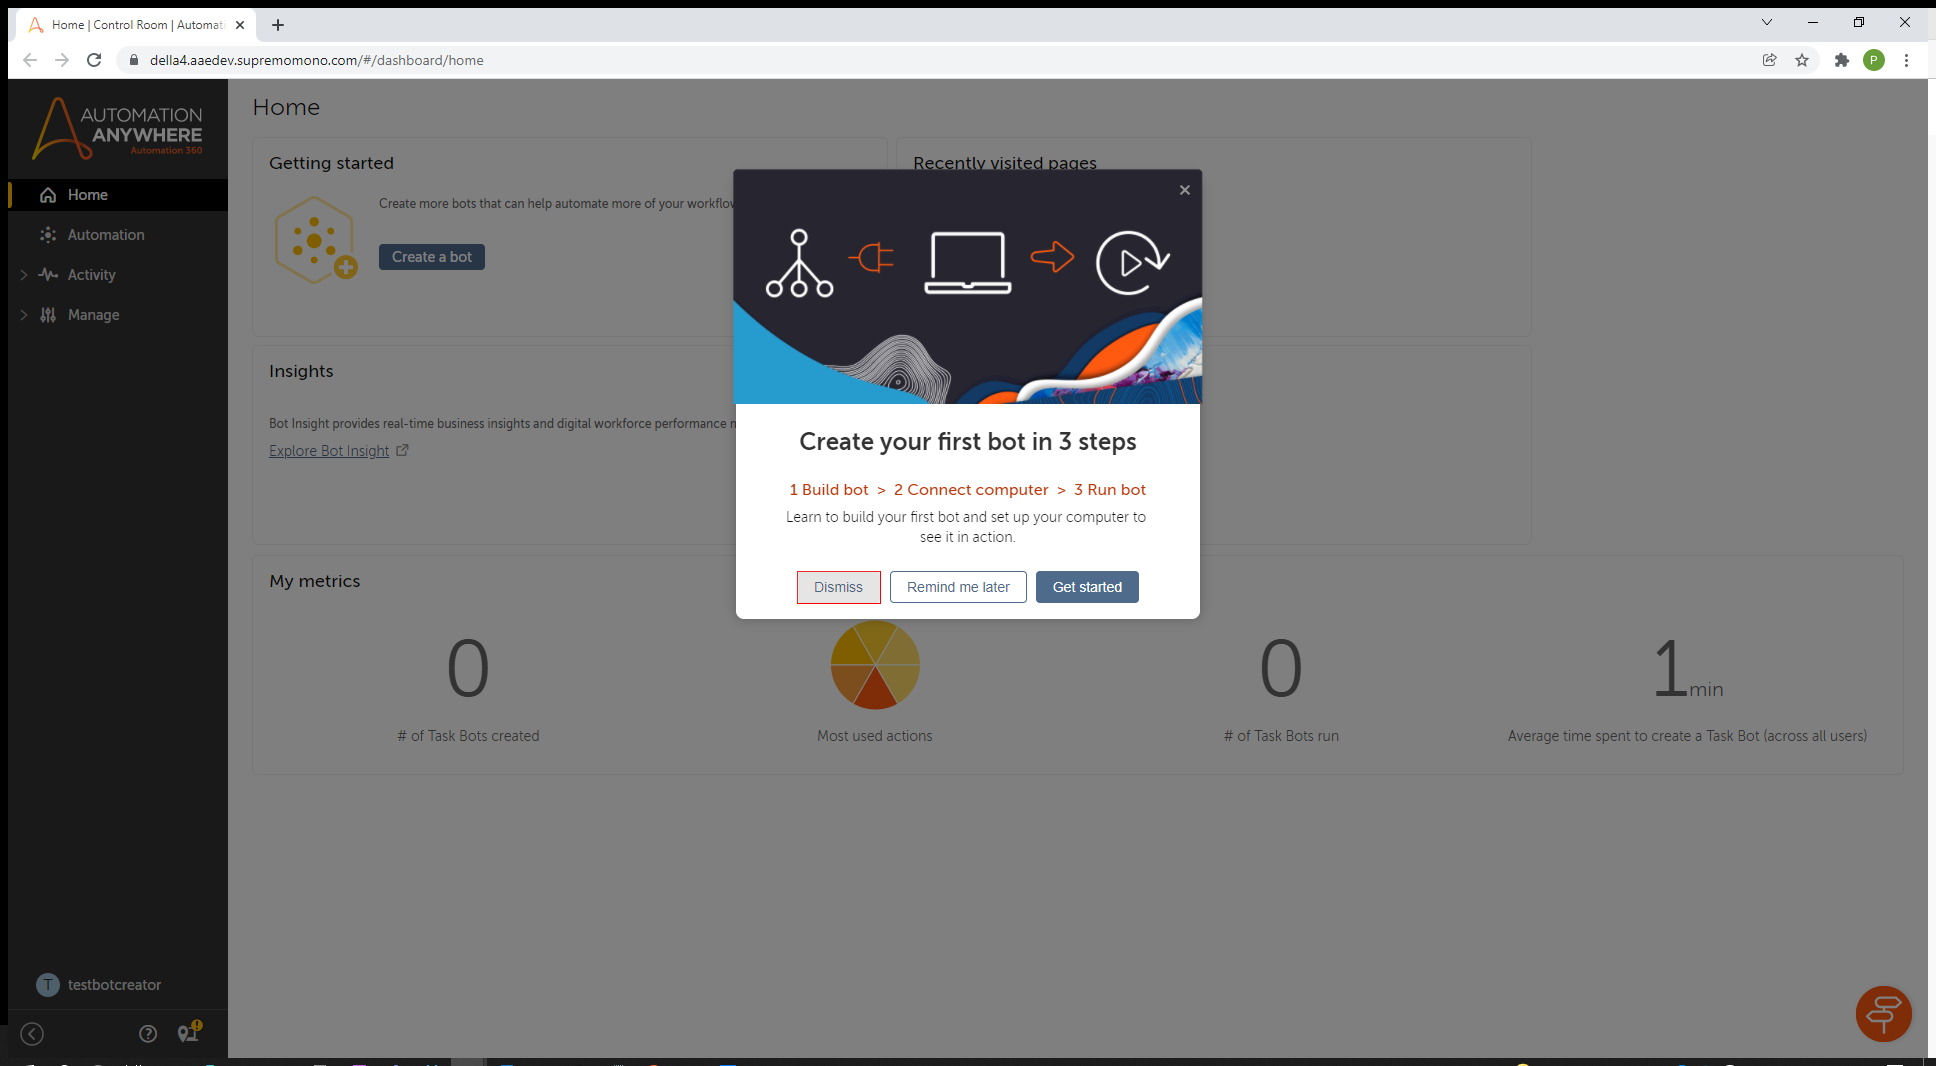 Home | Control Room | Automat
della4.aaedev.supremomono.com/#/dashboard/home
P
AUTOMATION
ANYWHERE
Automation 360
Home
Automation
Activity
Manage
testbotcreator
T
Home
Getting started
Create more bots that can help automate more of your workflow
Create a bot
Recently visited pages
Insights
Bot Insight provides real-time business insights and digital workforce performance
Explore Bot Insight
Create your first bot in 3 steps
1 Build bot > 2 Connect computer > 3 Run bot
Learn to build your first bot and set up your computer to
see it in action.
Dismiss
Remind me later
Get started
My metrics
0
# of Task Bots created
Most used actions
0
# of Task Bots run
1min
Average time spent to create a Task Bot (across all users)